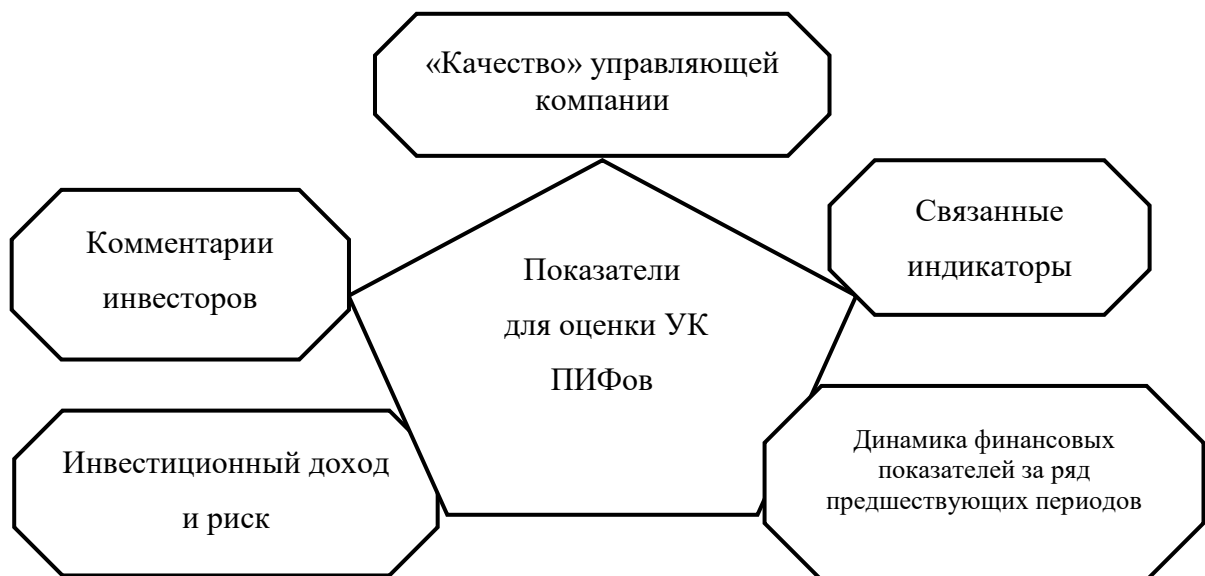 «Качество» управляющей
компании
Связанные
индикаторы
Комментарии
инвесторов
Показатели
для оценки УК
ПИФов
Динамика финансовых
показателей за ряд
предшествующих периодов
Инвестиционный доход
и риск